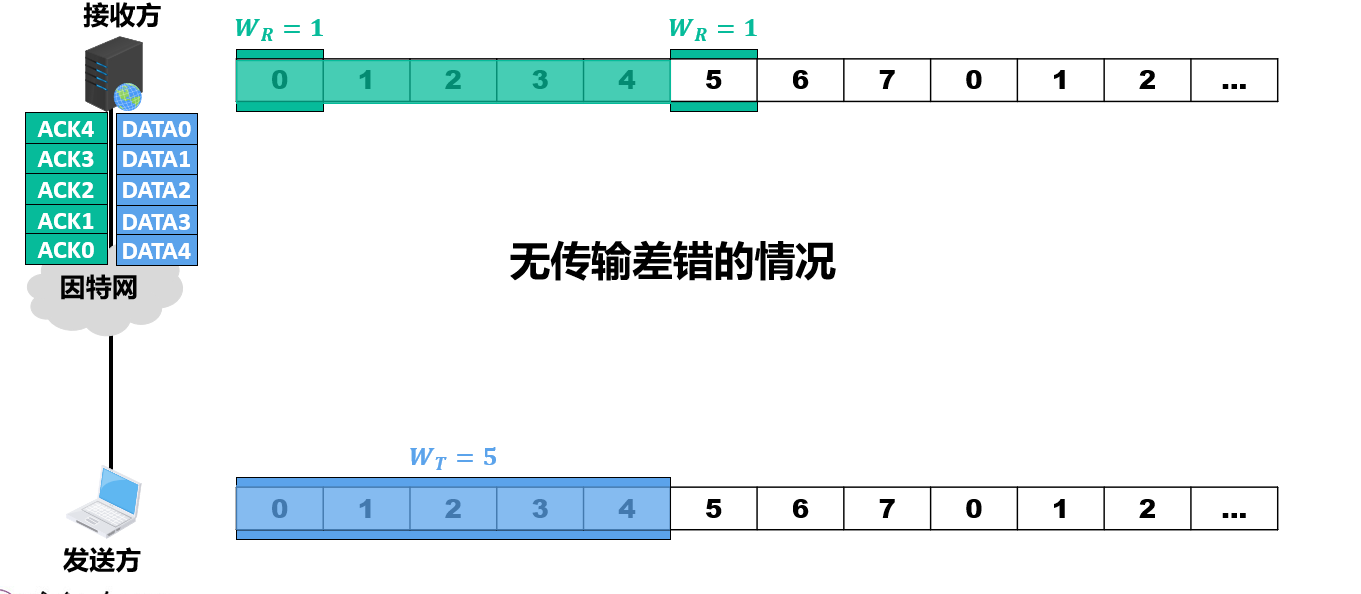 接收方
W_R = 1 W_R = 1
0 1 2 3 4 5 6 7 0 1 2 ...
ACK4 DATA0
ACK3 DATA1
ACK2 DATA2
ACK1 DATA3
ACK0 DATA4
无传输差错的情况
因特网
W_T = 5
0 1 2 3 4 5 6 7 0 1 2 ...
发送方